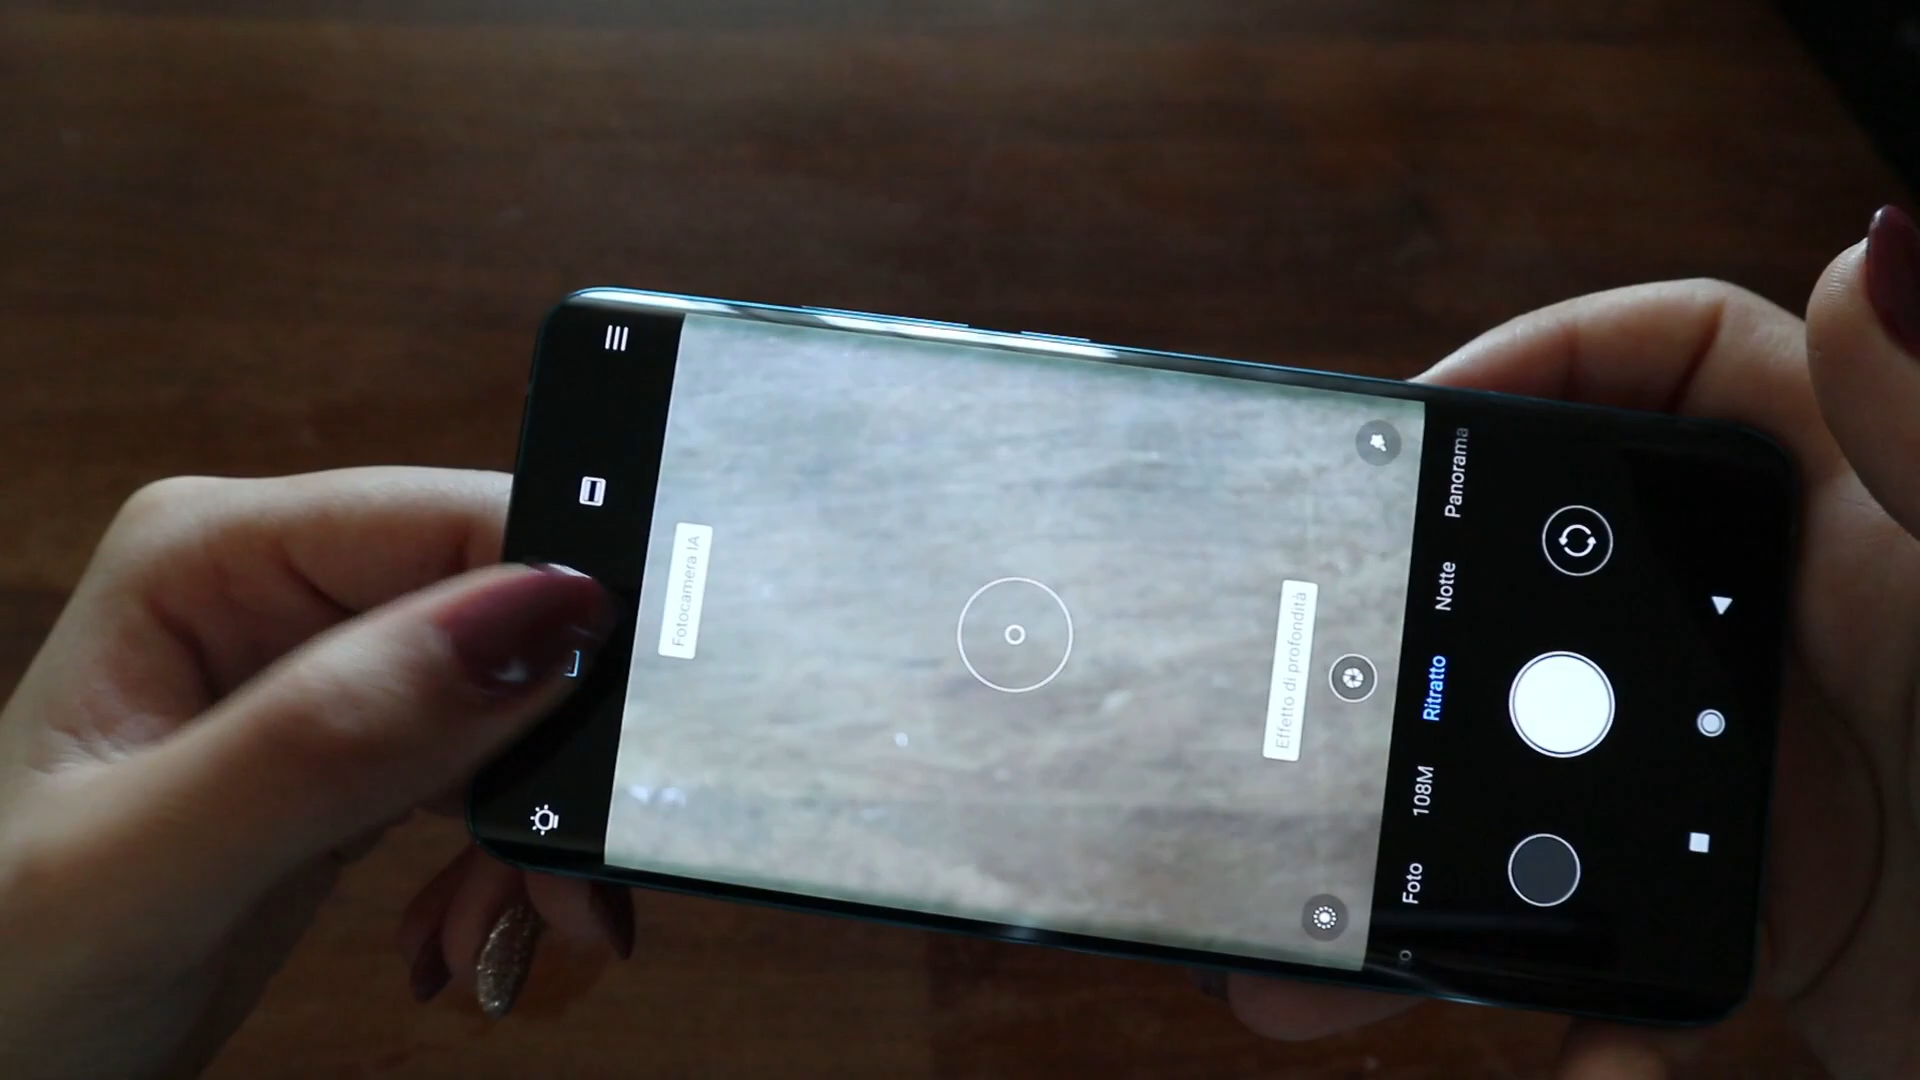 Fotocamera IA
Effetto di profondità
Foto
108M
Ritratto
Notte
Panorama